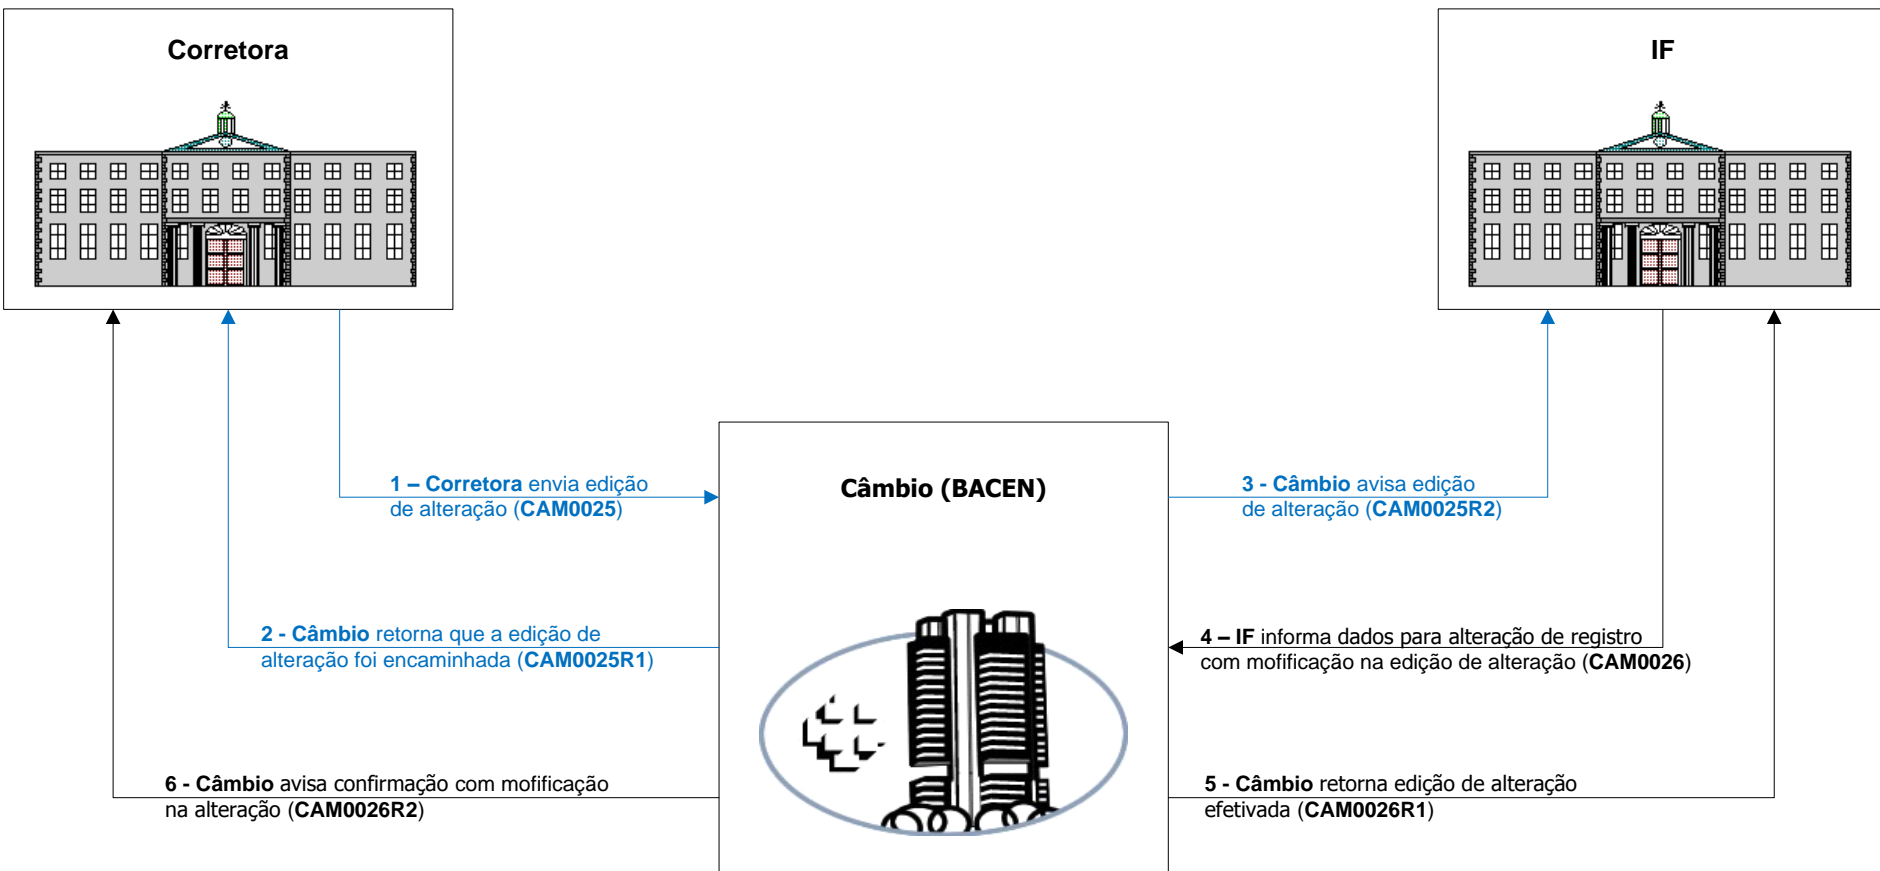 Corretora
IF
1 – Corretora envia edição
de alteração (CAM0025)
Câmbio (BACEN)
3 - Câmbio avisa edição
de alteração (CAM0025R2)
2 - Câmbio retorna que a edição de
alteração foi encaminhada (CAM0025R1)
4 – IF informa dados para alteração de registro
com mofificação na edição de alteração (CAM0026)
6 - Câmbio avisa confirmação com mofificação
na alteração (CAM0026R2)
5 - Câmbio retorna edição de alteração
efetivada (CAM0026R1)